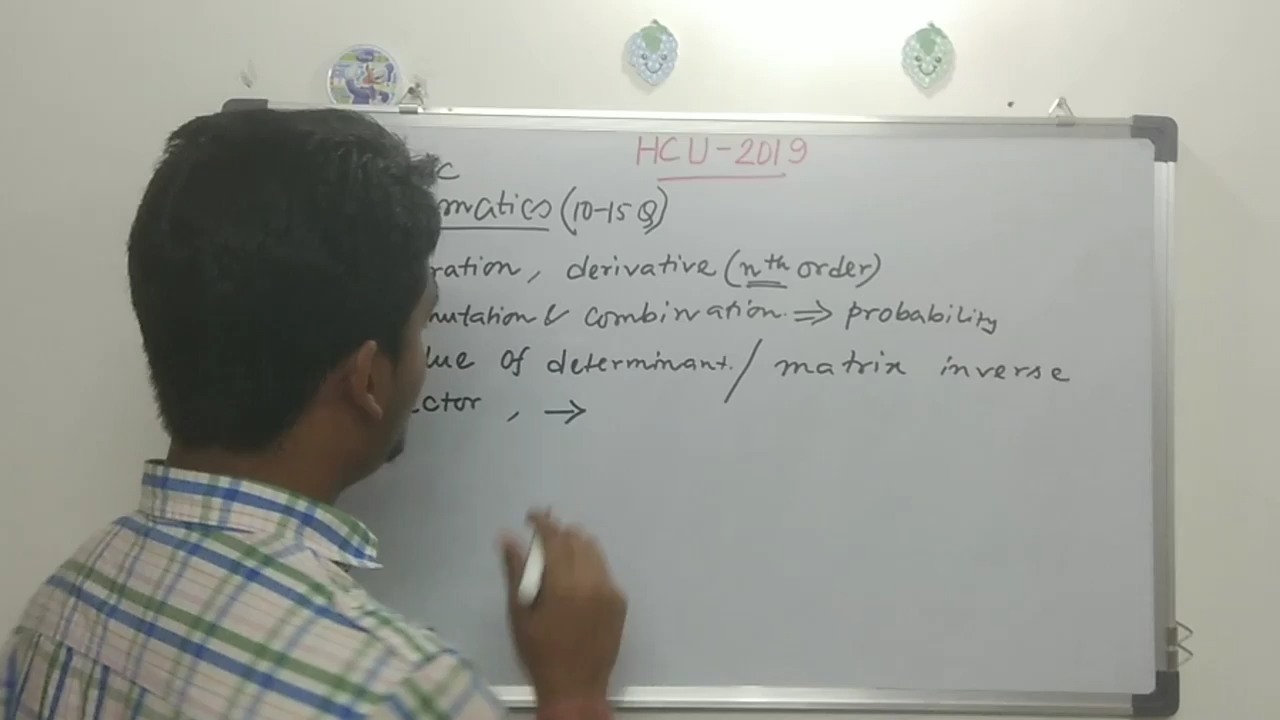 HCU-2019
c
matics (10-15 Q)
ration, derivative (nth order)
mutation & combination. => probability
lue of determinant. / matrix inverse
ctor, →